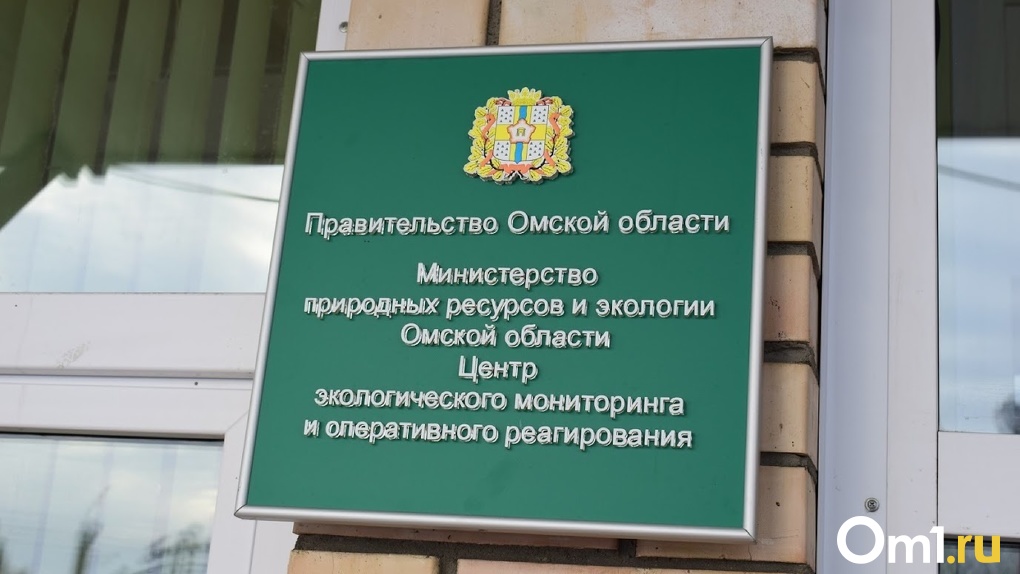 Правительство Омской области
Министерство
природных ресурсов и экологии
Омской области
Центр
экологического мониторинга
и оперативного реагирования
Om1.ru